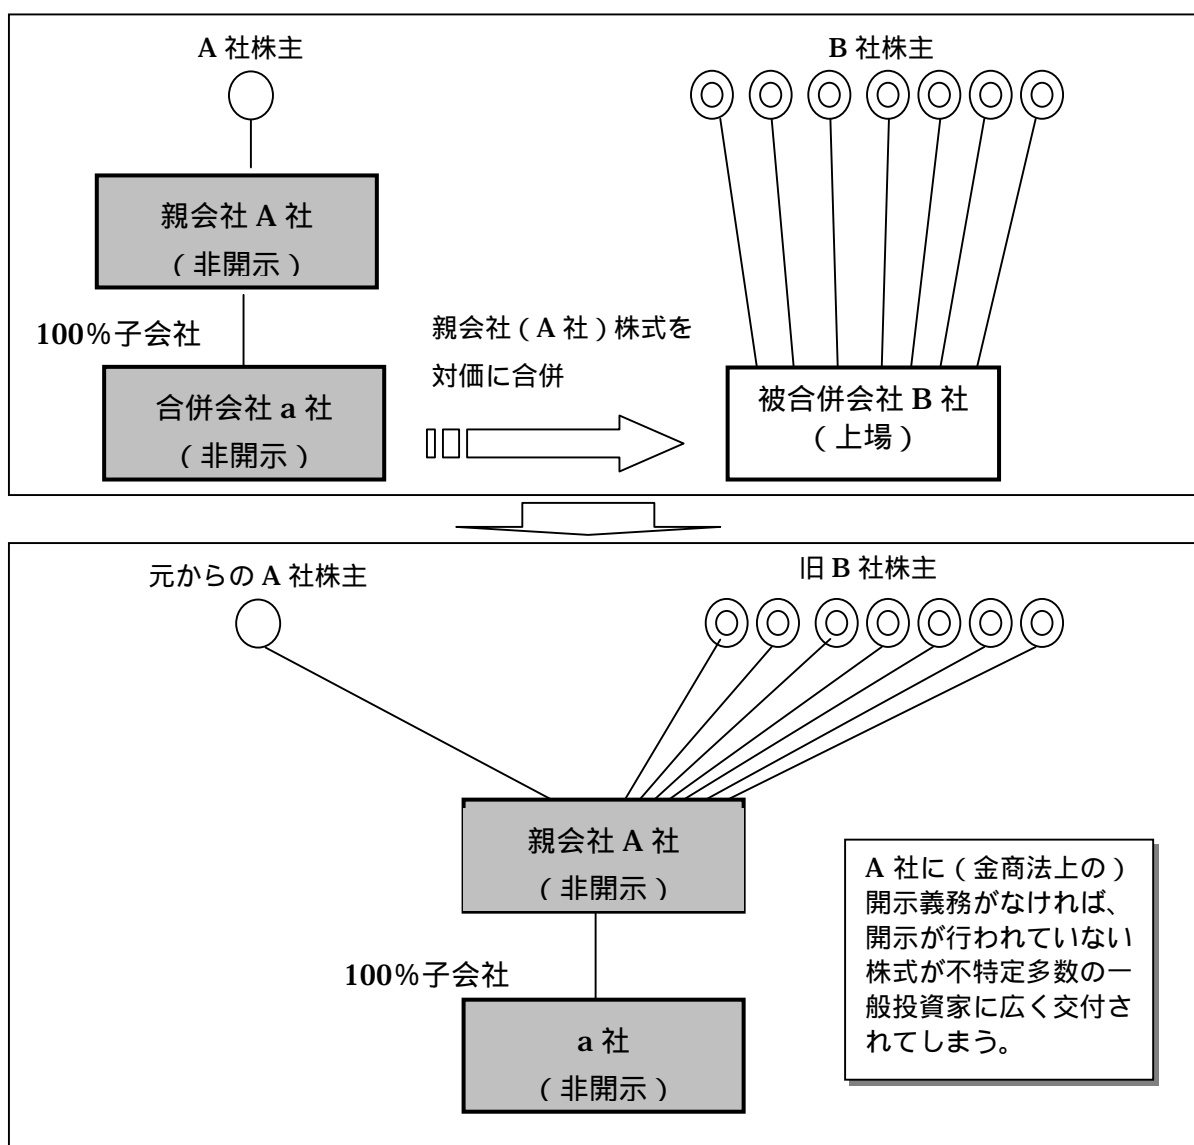 A 社株主
B 社株主
親会社 A 社
（非開示）
100%子会社
合併会社 a 社
（非開示）
親会社（A 社）株式を
対価に合併
被合併会社 B 社
（上場）
元からの A 社株主
旧 B 社株主
親会社 A 社
（非開示）
100%子会社
a 社
（非開示）
A 社に（金商法上の）
開示義務がなければ、
開示が行われていない
株式が不特定多数の一
般投資家に広く交付さ
れてしまう。